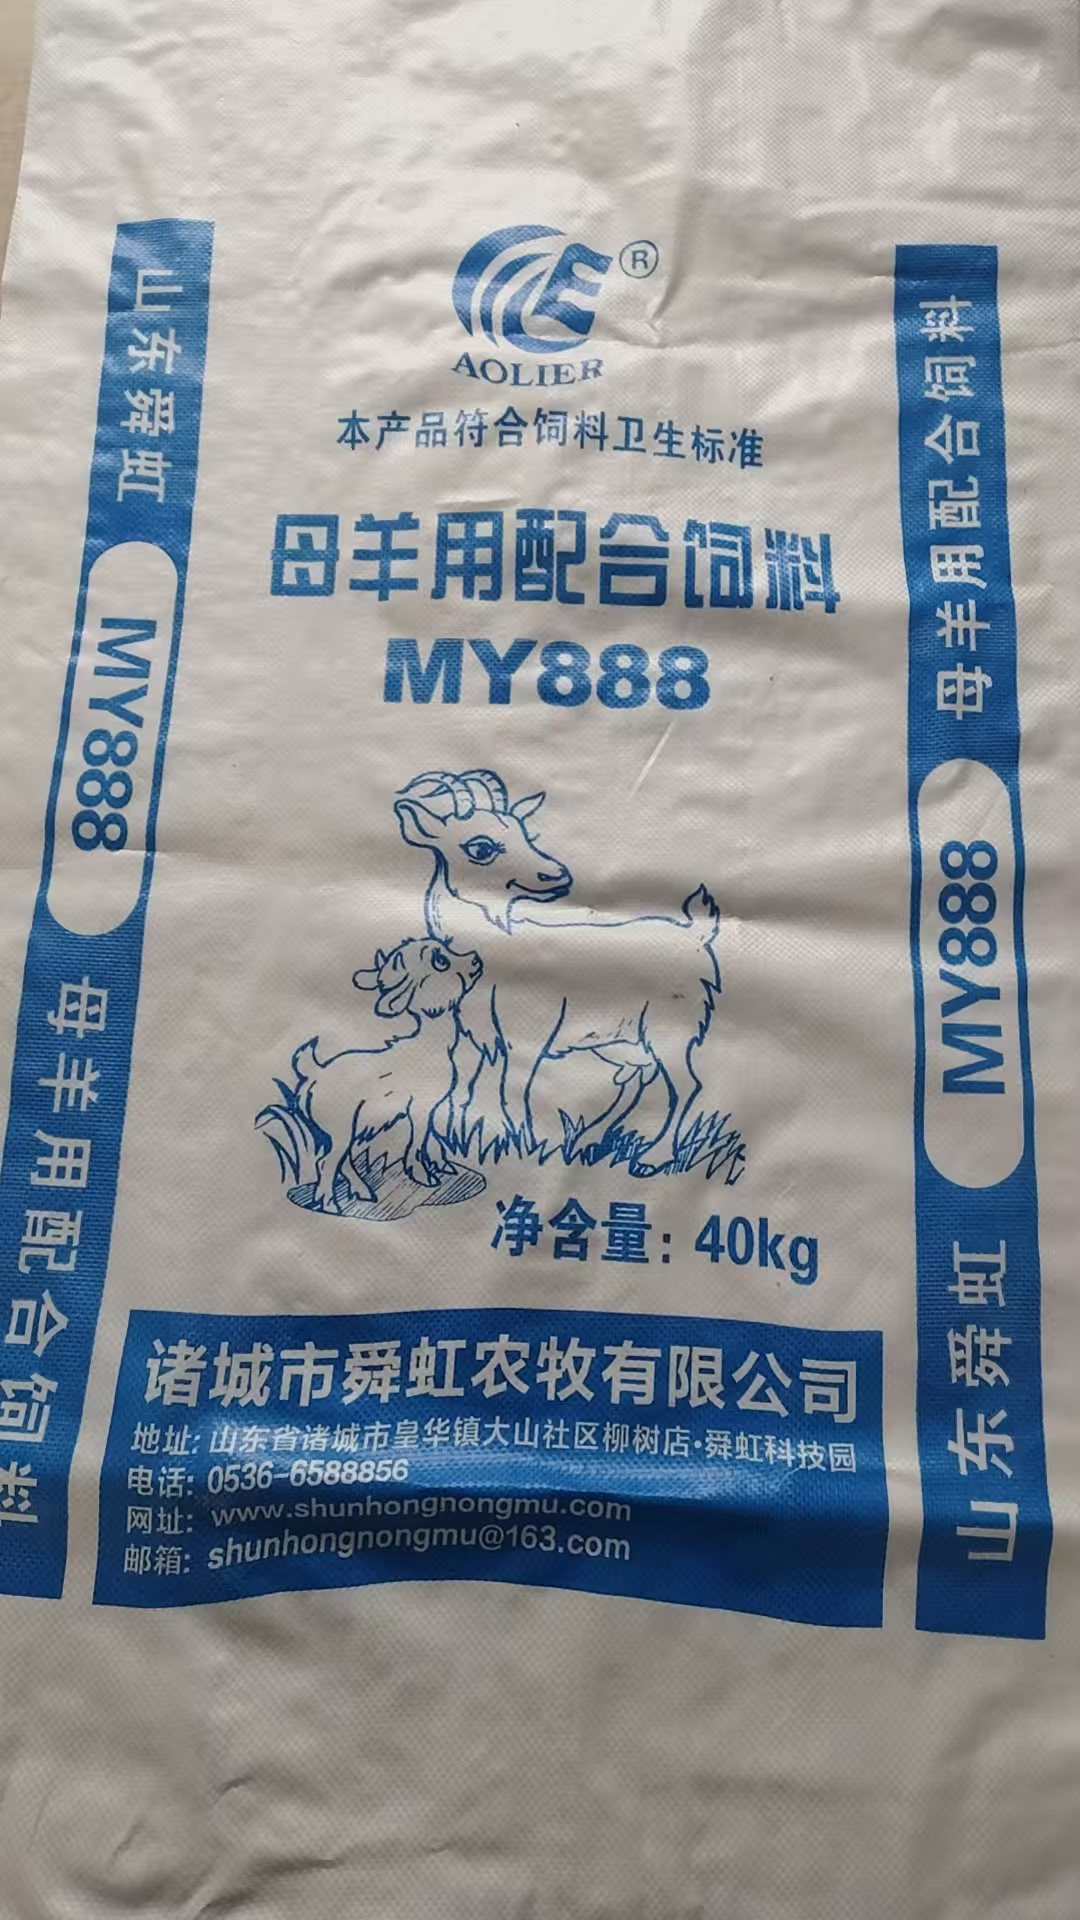 E®
AOLIER
本产品符合饲料卫生标准
母羊用配合饲料
MY888
净含量：40kg
诸城市舜虹农牧有限公司
地址：山东省诸城市皇华镇大山社区柳树店·舜虹科技园
电话：0536-6588856
网址：www.shunhongnongmu.com
邮箱：shunhongnongmu@163.com
山东舜虹 MY888 母羊用配合饲料
山东舜虹 MY888 母羊用配合饲料